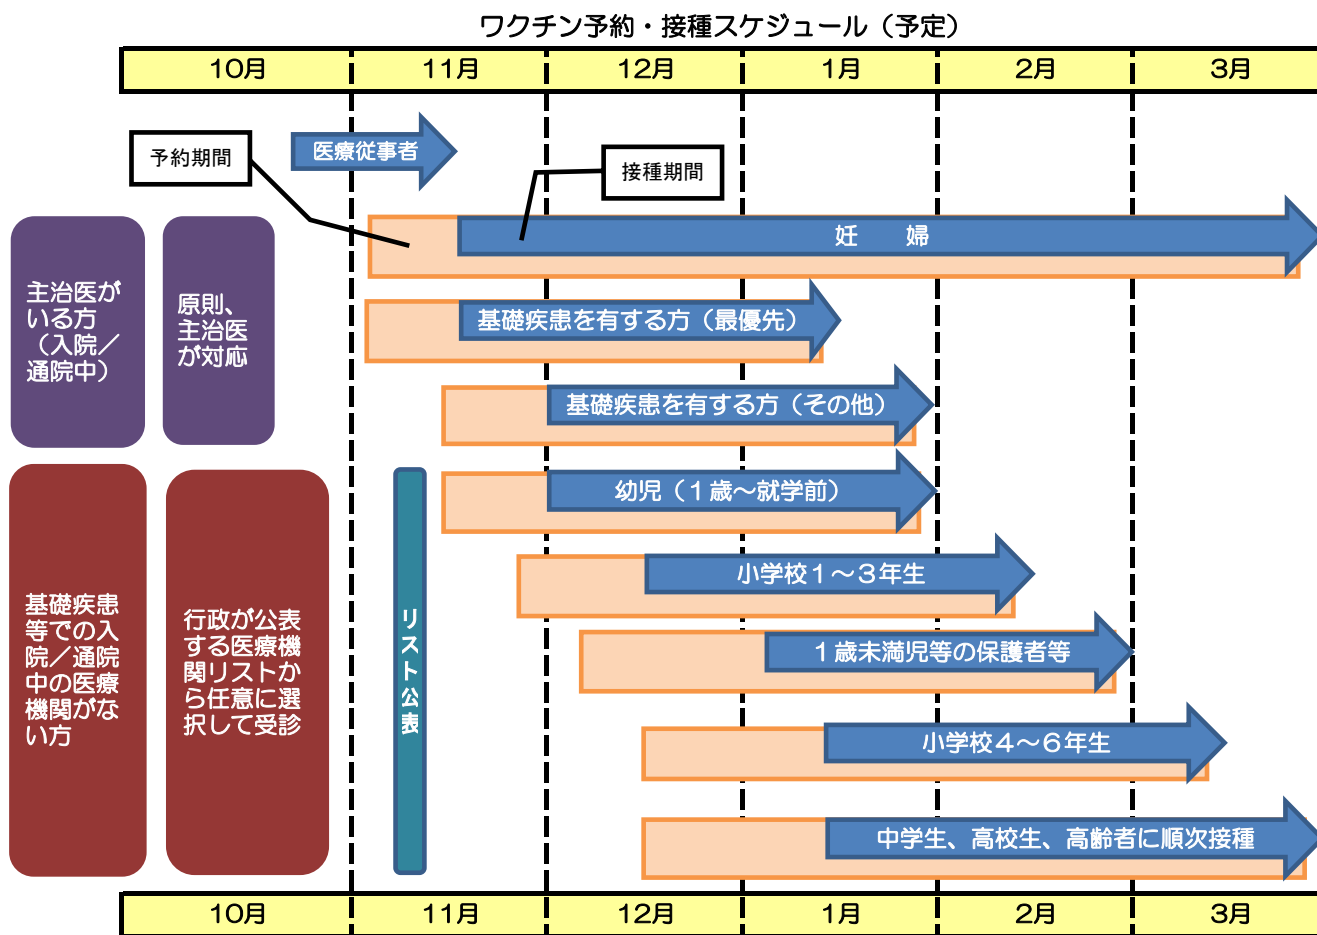 ワクチン予約・接種スケジュール（予定）
10月 11月 12月 1月 2月 3月
医療従事者
予約期間
接種期間
妊　婦
主治医が
いる方
（入院／
通院中）
原則、
主治医
が対応
基礎疾患を有する方（最優先）
基礎疾患を有する方（その他）
幼児（１歳～就学前）
小学校１～３年生
１歳未満児等の保護者等
小学校４～６年生
中学生、高校生、高齢者に順次接種
基礎疾患
等での入
院／通院
中の医療
機関がな
い方
行政が公表
する医療機
関リストか
ら任意に選
択して受診
リスト公表
10月 11月 12月 1月 2月 3月